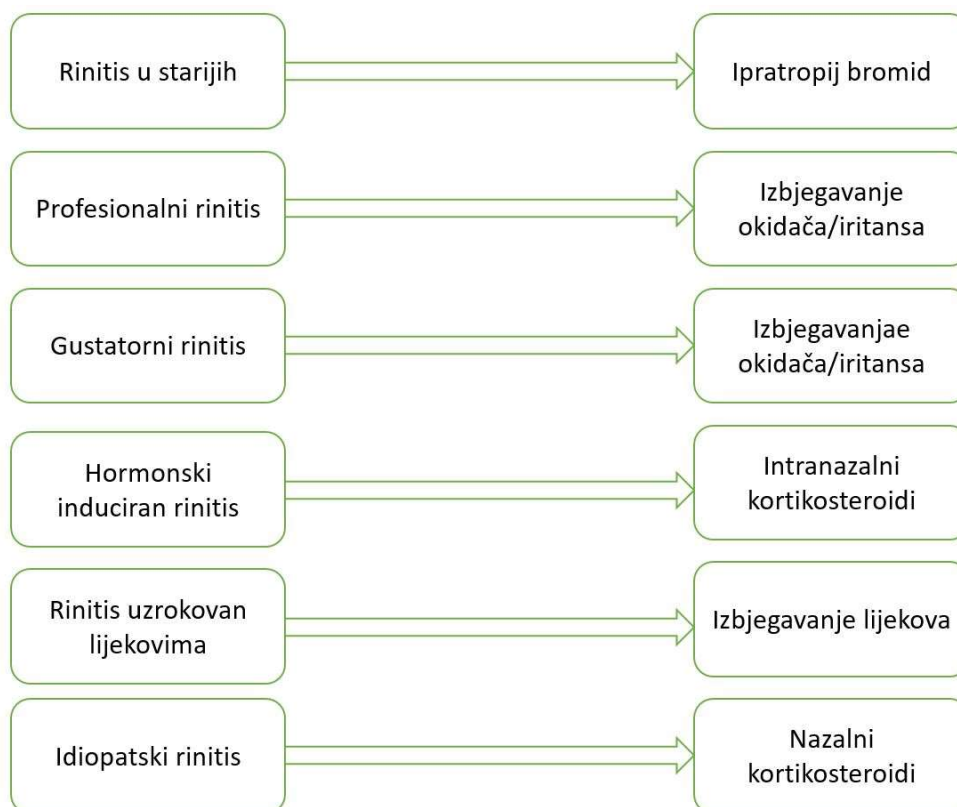 Rinitis u starijih
Ipratropij bromid
Profesionalni rinitis
Izbjegavanje
okidača/iritansa
Gustatorni rinitis
Izbjegavanjae
okidača/iritansa
Hormonski
induciran rinitis
Intranazalni
kortikosteroidi
Rinitis uzrokovan
lijekovima
Izbjegavanje lijekova
Idiopatski rinitis
Nazalni
kortikosteroidi